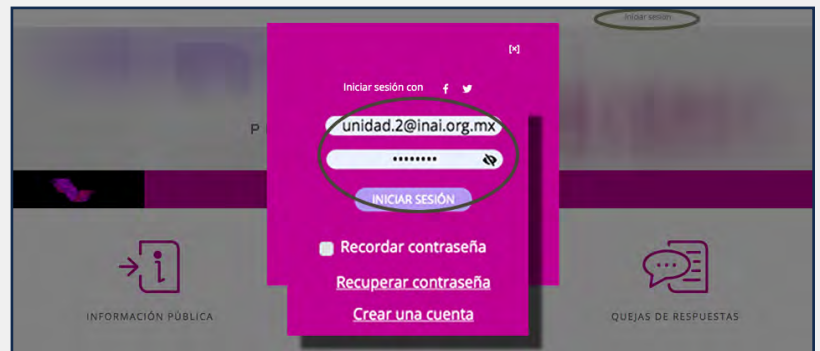 Iniciar sesión
[×]
Iniciar sesión con
unidad.2@inai.org.mx
••••••••
INICIAR SESIÓN
Recordar contraseña
Recuperar contraseña
Crear una cuenta
P
INFORMACIÓN PÚBLICA
QUEJAS DE RESPUESTAS